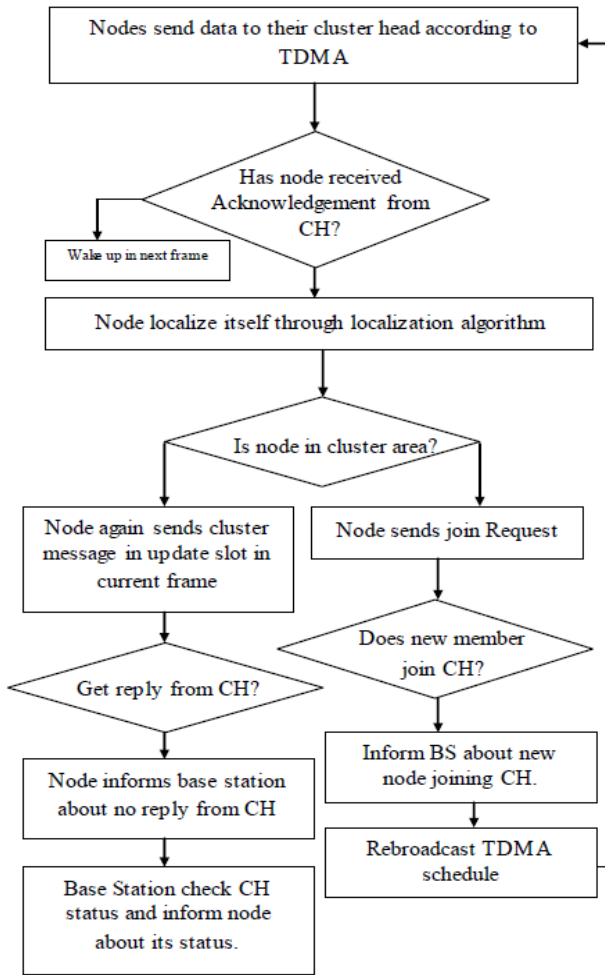 Nodes send data to their cluster head according to
TDMA
Has node received
Acknowledgement from
CH?
Wake up in next frame
Node localize itself through localization algorithm
Is node in cluster area?
Node again sends cluster
message in update slot in
current frame
Node sends join Request
Does new member
join CH?
Get reply from CH?
Inform BS about new
node joining CH.
Node informs base station
about no reply from CH
Rebroadcast TDMA
schedule
Base Station check CH
status and inform node
about its status.